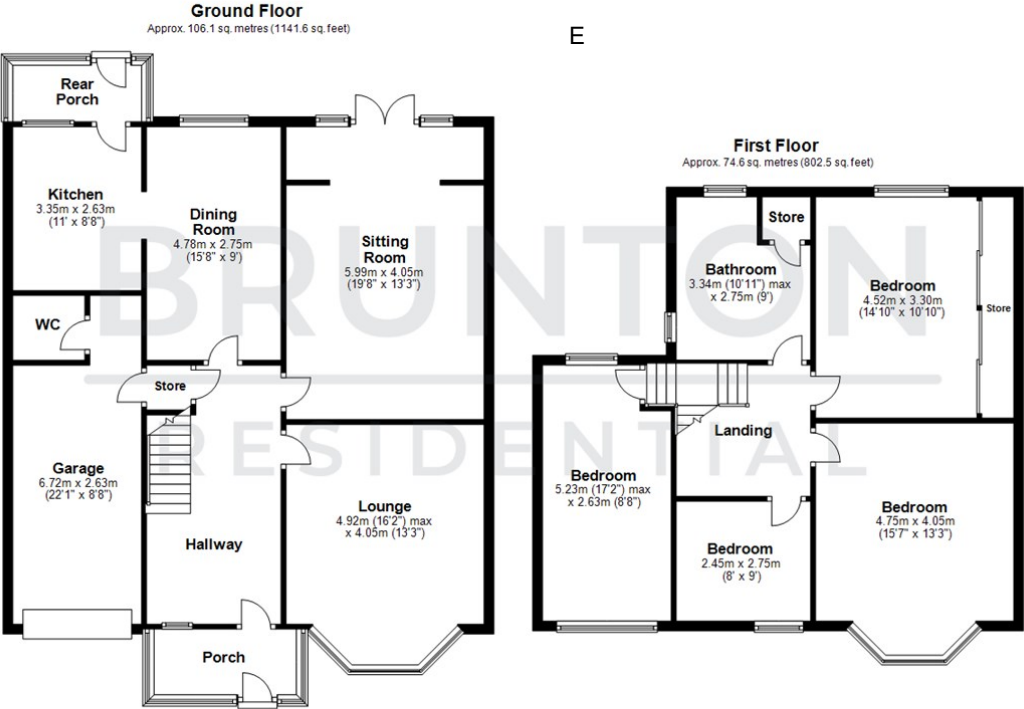 Ground Floor
Approx. 106.1 sq. metres (1141.6 sq. feet)
E
Rear
Porch
Kitchen
3.35m x 2.63m
(11' x 8'8")
Dining
Room
4.78m x 2.75m
(15'8" x 9')
Sitting
Room
5.99m x 4.05m
(19'8" x 13'3")
WC
Store
Garage
6.72m x 2.63m
(22'1" x 8'8")
Hallway
Lounge
4.92m (16'2") max
x 4.05m (13'3")
Porch
First Floor
Approx. 74.6 sq. metres (802.5 sq. feet)
Store
Bathroom
3.34m (10'11") max
x 2.75m (9')
Bedroom
4.52m x 3.30m
(14'10" x 10'10")
Store
Landing
Bedroom
5.23m (17'2") max
x 2.63m (8'8")
Bedroom
2.45m x 2.75m
(8' x 9')
Bedroom
4.75m x 4.05m
(15'7" x 13'3")
BRUNTON
RESIDENTIAL